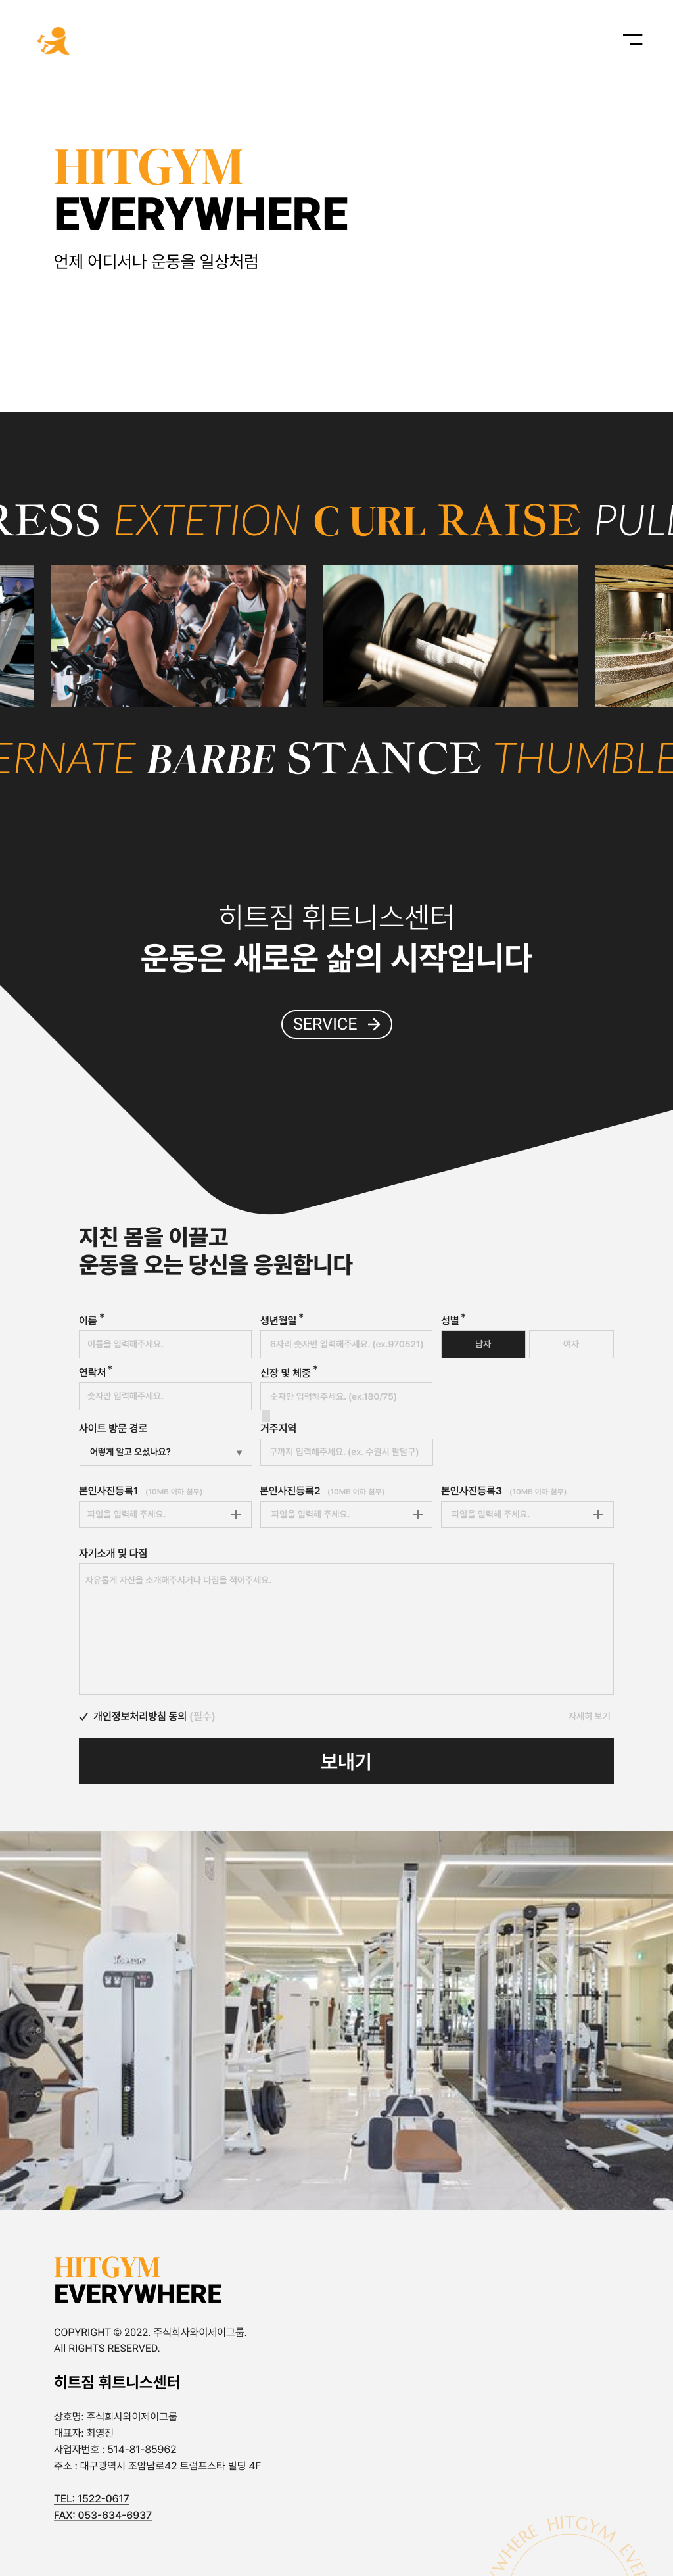 HITGYM
EVERYWHERE
언제 어디서나 운동을 일상처럼
RESS EXTETION C URL RAISE PULL
ERNATE BARBE STANCE THUMBLE
히트짐 휘트니스센터
운동은 새로운 삶의 시작입니다
SERVICE →
지친 몸을 이끌고
운동을 오는 당신을 응원합니다
이름 * 생년월일 * 성별 *
이름을 입력해주세요. 6자리 숫자만 입력해주세요. (ex.970521) 남자 여자
연락처 * 신장 및 체중 *
숫자만 입력해주세요. 숫자만 입력해주세요. (ex.180/75)
사이트 방문 경로 거주지역
어떻게 알고 오셨나요? 구까지 입력해주세요. (ex. 수원시 팔달구)
본인사진등록1 (10MB 이하 첨부) 본인사진등록2 (10MB 이하 첨부) 본인사진등록3 (10MB 이하 첨부)
파일을 입력해 주세요. + 파일을 입력해 주세요. + 파일을 입력해 주세요. +
자기소개 및 다짐
자유롭게 자신을 소개해주시거나 다짐을 적어주세요.
개인정보처리방침 동의 (필수) 자세히 보기
보내기
HITGYM
EVERYWHERE
COPYRIGHT © 2022. 주식회사와이제이그룹.
All RIGHTS RESERVED.
히트짐 휘트니스센터
상호명: 주식회사와이제이그룹
대표자: 최영진
사업자번호 : 514-81-85962
주소 : 대구광역시 조암남로42 트럼프스타 빌딩 4F
TEL: 1522-0617
FAX: 053-634-6937
YWHERE HITGYM EVER